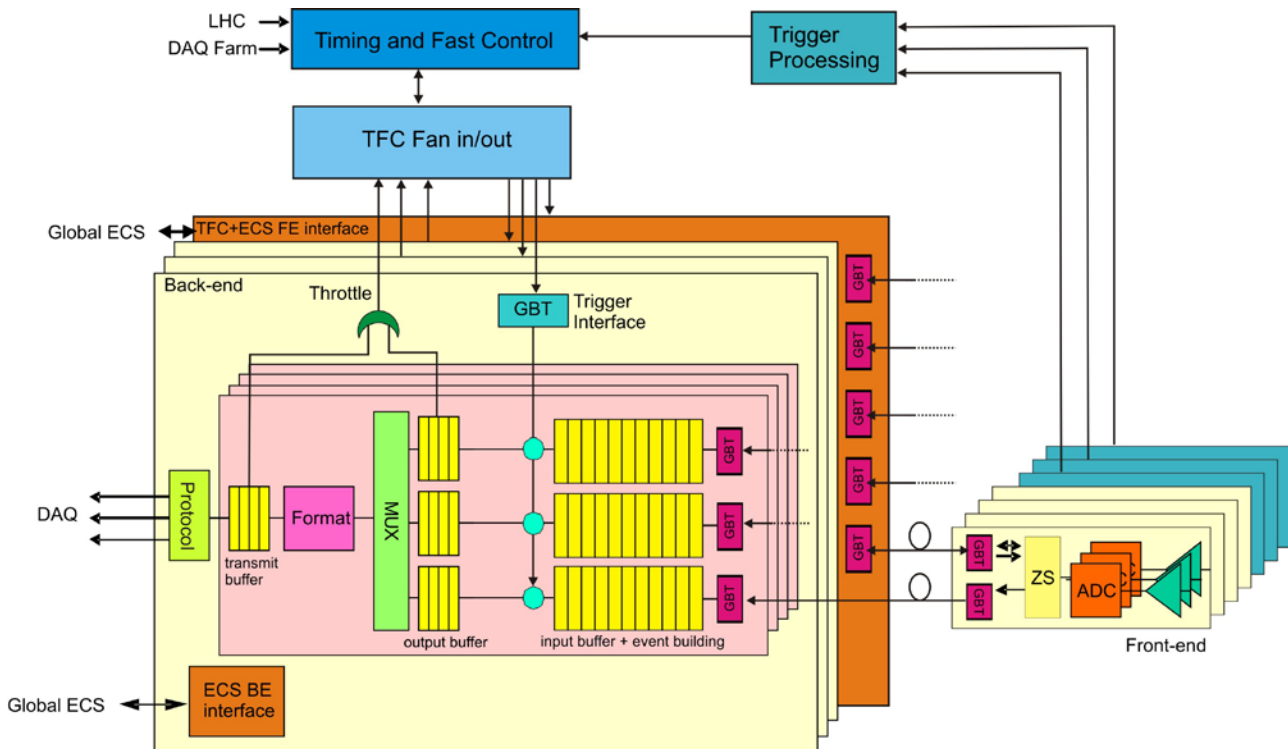 LHC
DAQ Farm
Timing and Fast Control
Trigger
Processing
TFC Fan in/out
Global ECS
TFC+ECS FE interface
Back-end
Throttle
GBT
Trigger
Interface
GBT
GBT
GBT
GBT
GBT
GBT
GBT
GBT
DAQ
Protocol
transmit
buffer
Format
MUX
output buffer
input buffer + event building
GBT
GBT
ZS
ADC
C
C
Front-end
Global ECS
ECS BE
interface